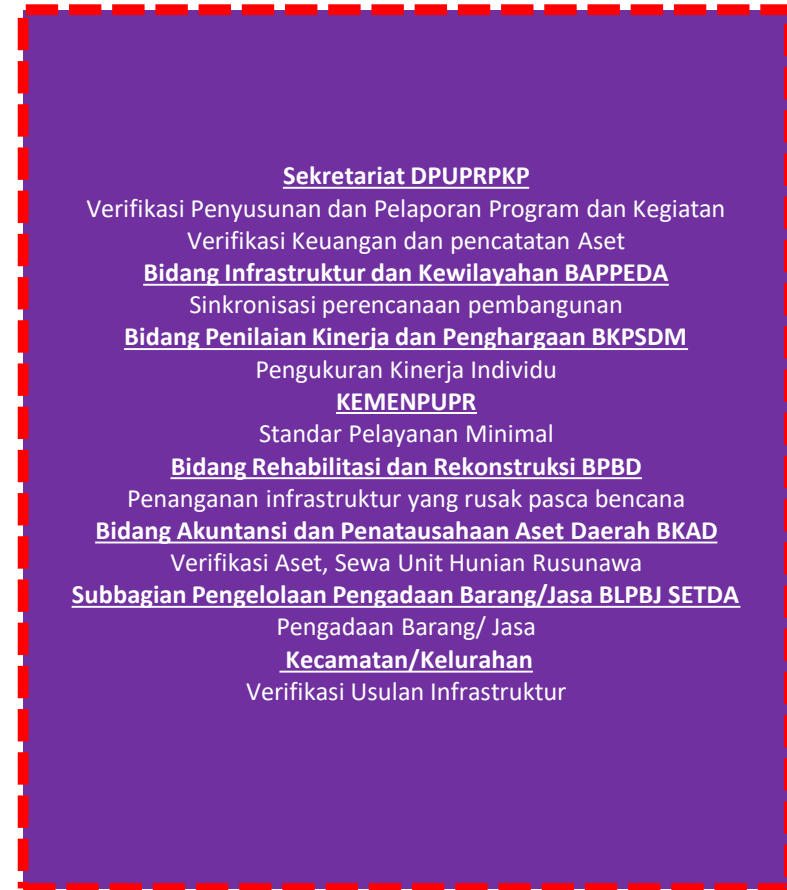 Sekretariat DPUPRPKP
Verifikasi Penyusunan dan Pelaporan Program dan Kegiatan
Verifikasi Keuangan dan pencatatan Aset
Bidang Infrastruktur dan Kewilayahan BAPPEDA
Sinkronisasi perencanaan pembangunan
Bidang Penilaian Kinerja dan Penghargaan BKPSDM
Pengukuran Kinerja Individu
KEMENPUPR
Standar Pelayanan Minimal
Bidang Rehabilitasi dan Rekonstruksi BPBD
Penanganan infrastruktur yang rusak pasca bencana
Bidang Akuntansi dan Penatausahaan Aset Daerah BKAD
Verifikasi Aset, Sewa Unit Hunian Rusunawa
Subbagian Pengelolaan Pengadaan Barang/Jasa BLPBJ SETDA
Pengadaan Barang/ Jasa
Kecamatan/Kelurahan
Verifikasi Usulan Infrastruktur